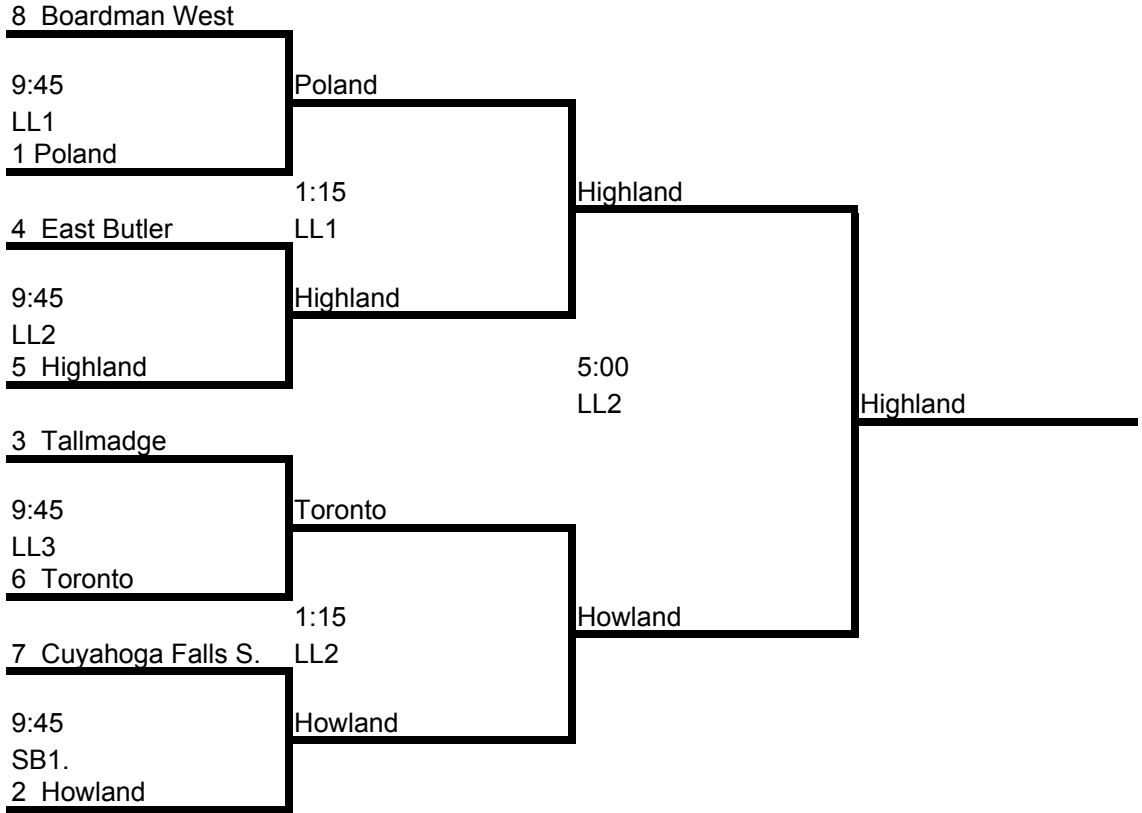 8 Boardman West
9:45
LL1
1 Poland
Poland
1:15
LL1
4 East Butler
9:45
LL2
5 Highland
Highland
Highland
5:00
LL2
Highland
3 Tallmadge
9:45
LL3
6 Toronto
Toronto
1:15
LL2
Howland
7 Cuyahoga Falls S.
9:45
SB1.
2 Howland
Howland